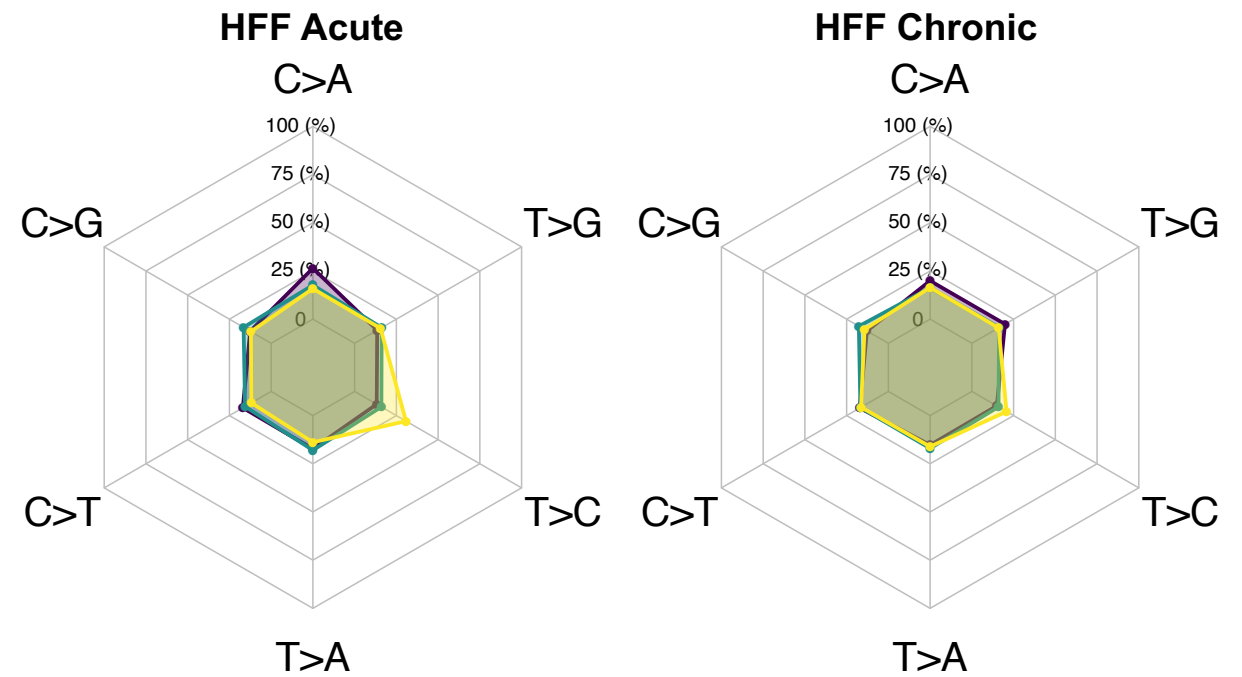 HFF Acute
C>A
100 (%)
75 (%)
50 (%)
25 (%)
0
C>G
T>G
C>T
T>C
T>A
HFF Chronic
C>A
100 (%)
75 (%)
50 (%)
25 (%)
0
C>G
T>G
C>T
T>C
T>A